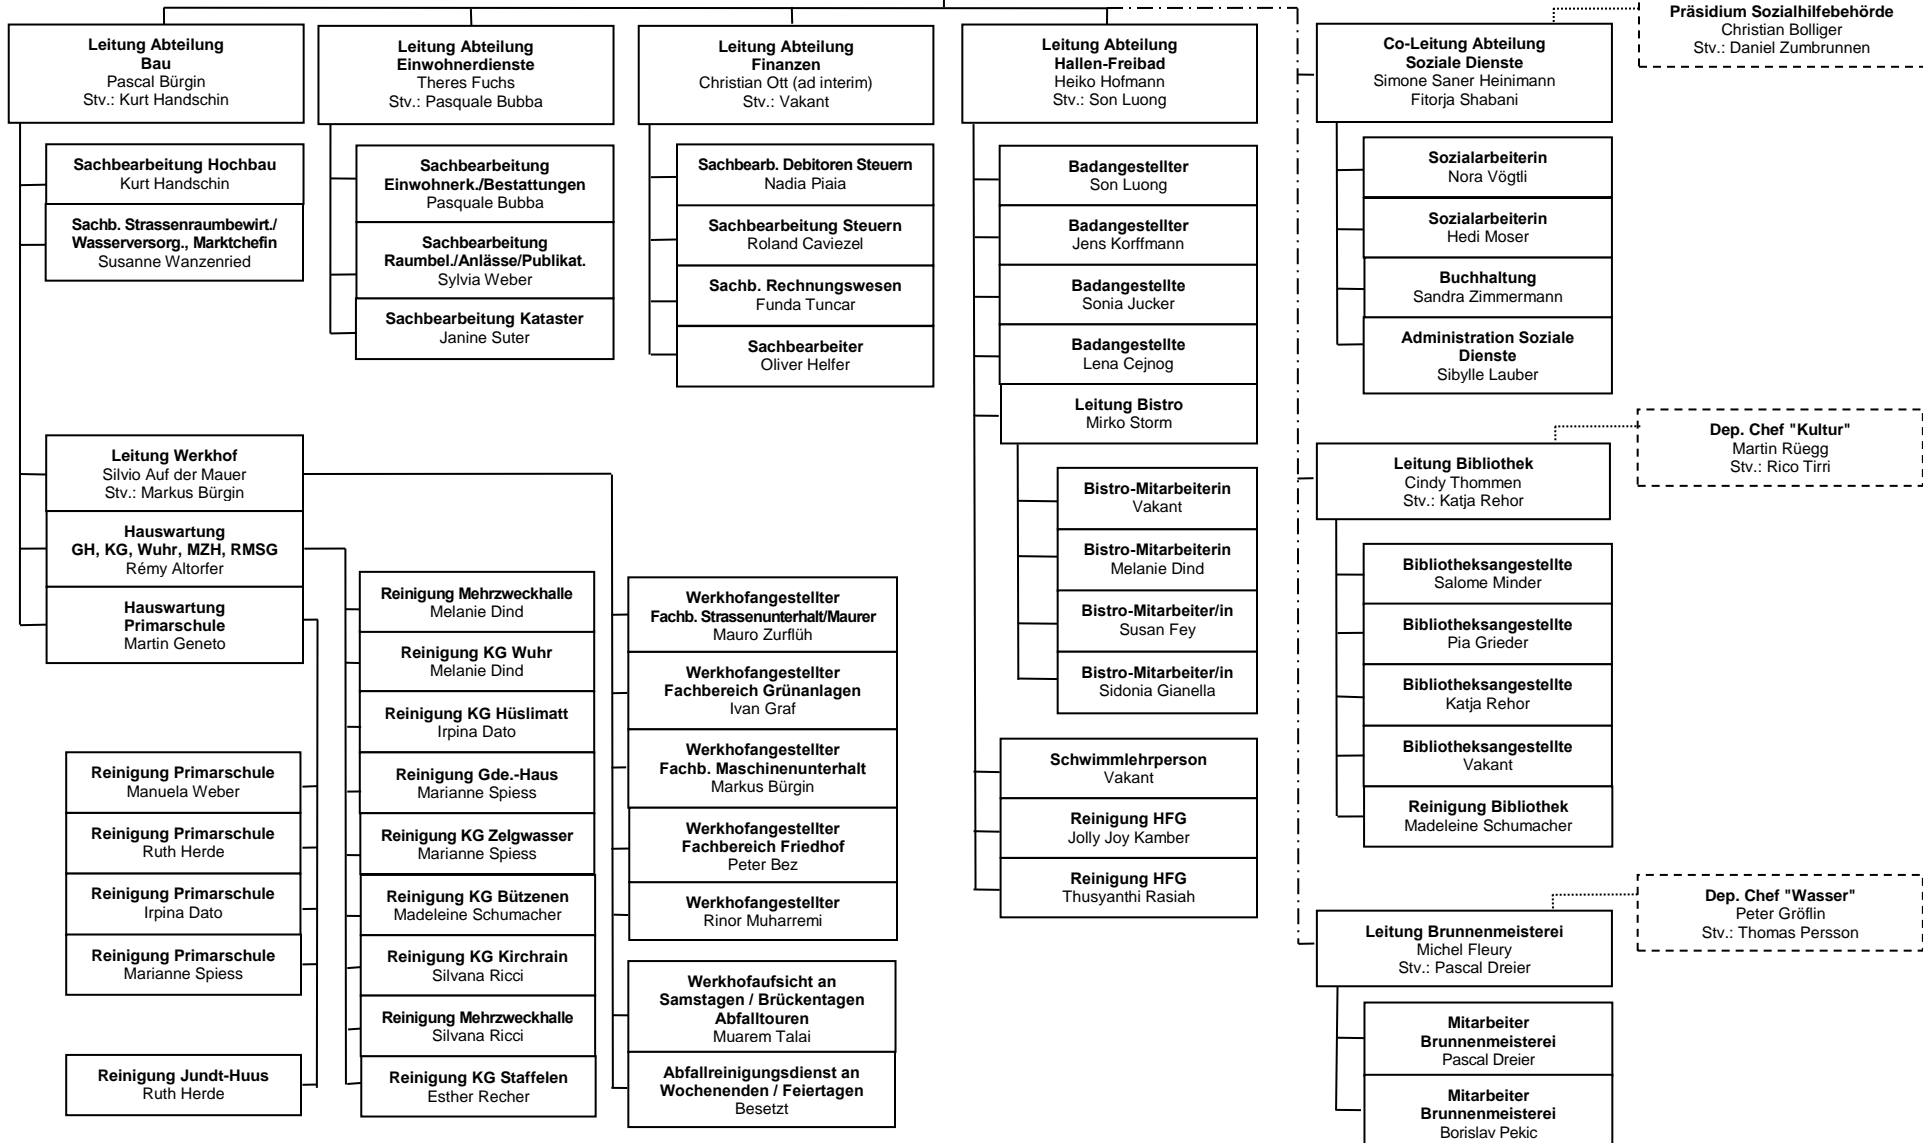 Leitung Abteilung
Bau
Pascal Bürgin
Stv.: Kurt Handschin
Sachbearbeitung Hochbau
Kurt Handschin
Sachb. Strassenraumbewirt./
Wasserversorg., Marktchefin
Susanne Wanzenried
Leitung Werkhof
Silvio Auf der Mauer
Stv.: Markus Bürgin
Hauswartung
GH, KG, Wuhr, MZH, RMSG
Rémy Altorfer
Hauswartung
Primarschule
Martin Geneto
Reinigung Primarschule
Manuela Weber
Reinigung Primarschule
Ruth Herde
Reinigung Primarschule
Irpina Dato
Reinigung Primarschule
Marianne Spiess
Reinigung Jundt-Huus
Ruth Herde
Reinigung Mehrzweckhalle
Melanie Dind
Reinigung KG Wuhr
Melanie Dind
Reinigung KG Hüslimatt
Irpina Dato
Reinigung Gde.-Haus
Marianne Spiess
Reinigung KG Zelgwasser
Marianne Spiess
Reinigung KG Bützenen
Madeleine Schumacher
Reinigung KG Kirchrain
Silvana Ricci
Reinigung Mehrzweckhalle
Silvana Ricci
Reinigung KG Staffelen
Esther Recher
Werkhofangestellter
Fachb. Strassenunterhalt/Maurer
Mauro Zurflüh
Werkhofangestellter
Fachbereich Grünanlagen
Ivan Graf
Werkhofangestellter
Fachb. Maschinenunterhalt
Markus Bürgin
Werkhofangestellter
Fachbereich Friedhof
Peter Bez
Werkhofangestellter
Rinor Muharremi
Werkhofaufsicht an
Samstagen / Brückentagen
Abfalltouren
Muarem Talai
Abfallreinigungsdienst an
Wochenenden / Feiertagen
Besetzt
Leitung Abteilung
Einwohnerdienste
Theres Fuchs
Stv.: Pasquale Bubba
Sachbearbeitung
Einwohnerk./Bestattungen
Pasquale Bubba
Sachbearbeitung
Raumbel./Anlässe/Publikat.
Sylvia Weber
Sachbearbeitung Kataster
Janine Suter
Leitung Abteilung
Finanzen
Christian Ott (ad interim)
Stv.: Vakant
Sachbearb. Debitoren Steuern
Nadia Piaia
Sachbearbeitung Steuern
Roland Caviezel
Sachb. Rechnungswesen
Funda Tuncar
Sachbearbeiter
Oliver Helfer
Leitung Abteilung
Hallen-Freibad
Heiko Hofmann
Stv.: Son Luong
Badangestellter
Son Luong
Badangestellter
Jens Korffmann
Badangestellte
Sonia Jucker
Badangestellte
Lena Cejnog
Leitung Bistro
Mirko Storm
Bistro-Mitarbeiterin
Vakant
Bistro-Mitarbeiterin
Melanie Dind
Bistro-Mitarbeiter/in
Susan Fey
Bistro-Mitarbeiter/in
Sidonia Gianella
Schwimmlehrperson
Vakant
Reinigung HFG
Jolly Joy Kamber
Reinigung HFG
Thusyanthi Rasiah
Co-Leitung Abteilung
Soziale Dienste
Simone Saner Heinimann
Fitorja Shabani
Sozialarbeiterin
Nora Vögtli
Sozialarbeiterin
Hedi Moser
Buchhaltung
Sandra Zimmermann
Administration Soziale
Dienste
Sibylle Lauber
Präsidium Sozialhilfebehörde
Christian Bolliger
Stv.: Daniel Zumbrunnen
Leitung Bibliothek
Cindy Thommen
Stv.: Katja Rehor
Dep. Chef "Kultur"
Martin Rüegg
Stv.: Rico Tirri
Bibliotheksangestellte
Salome Minder
Bibliotheksangestellte
Pia Grieder
Bibliotheksangestellte
Katja Rehor
Bibliotheksangestellte
Vakant
Reinigung Bibliothek
Madeleine Schumacher
Leitung Brunnenmeisterei
Michel Fleury
Stv.: Pascal Dreier
Dep. Chef "Wasser"
Peter Gröflin
Stv.: Thomas Persson
Mitarbeiter
Brunnenmeisterei
Pascal Dreier
Mitarbeiter
Brunnenmeisterei
Borislav Pekic